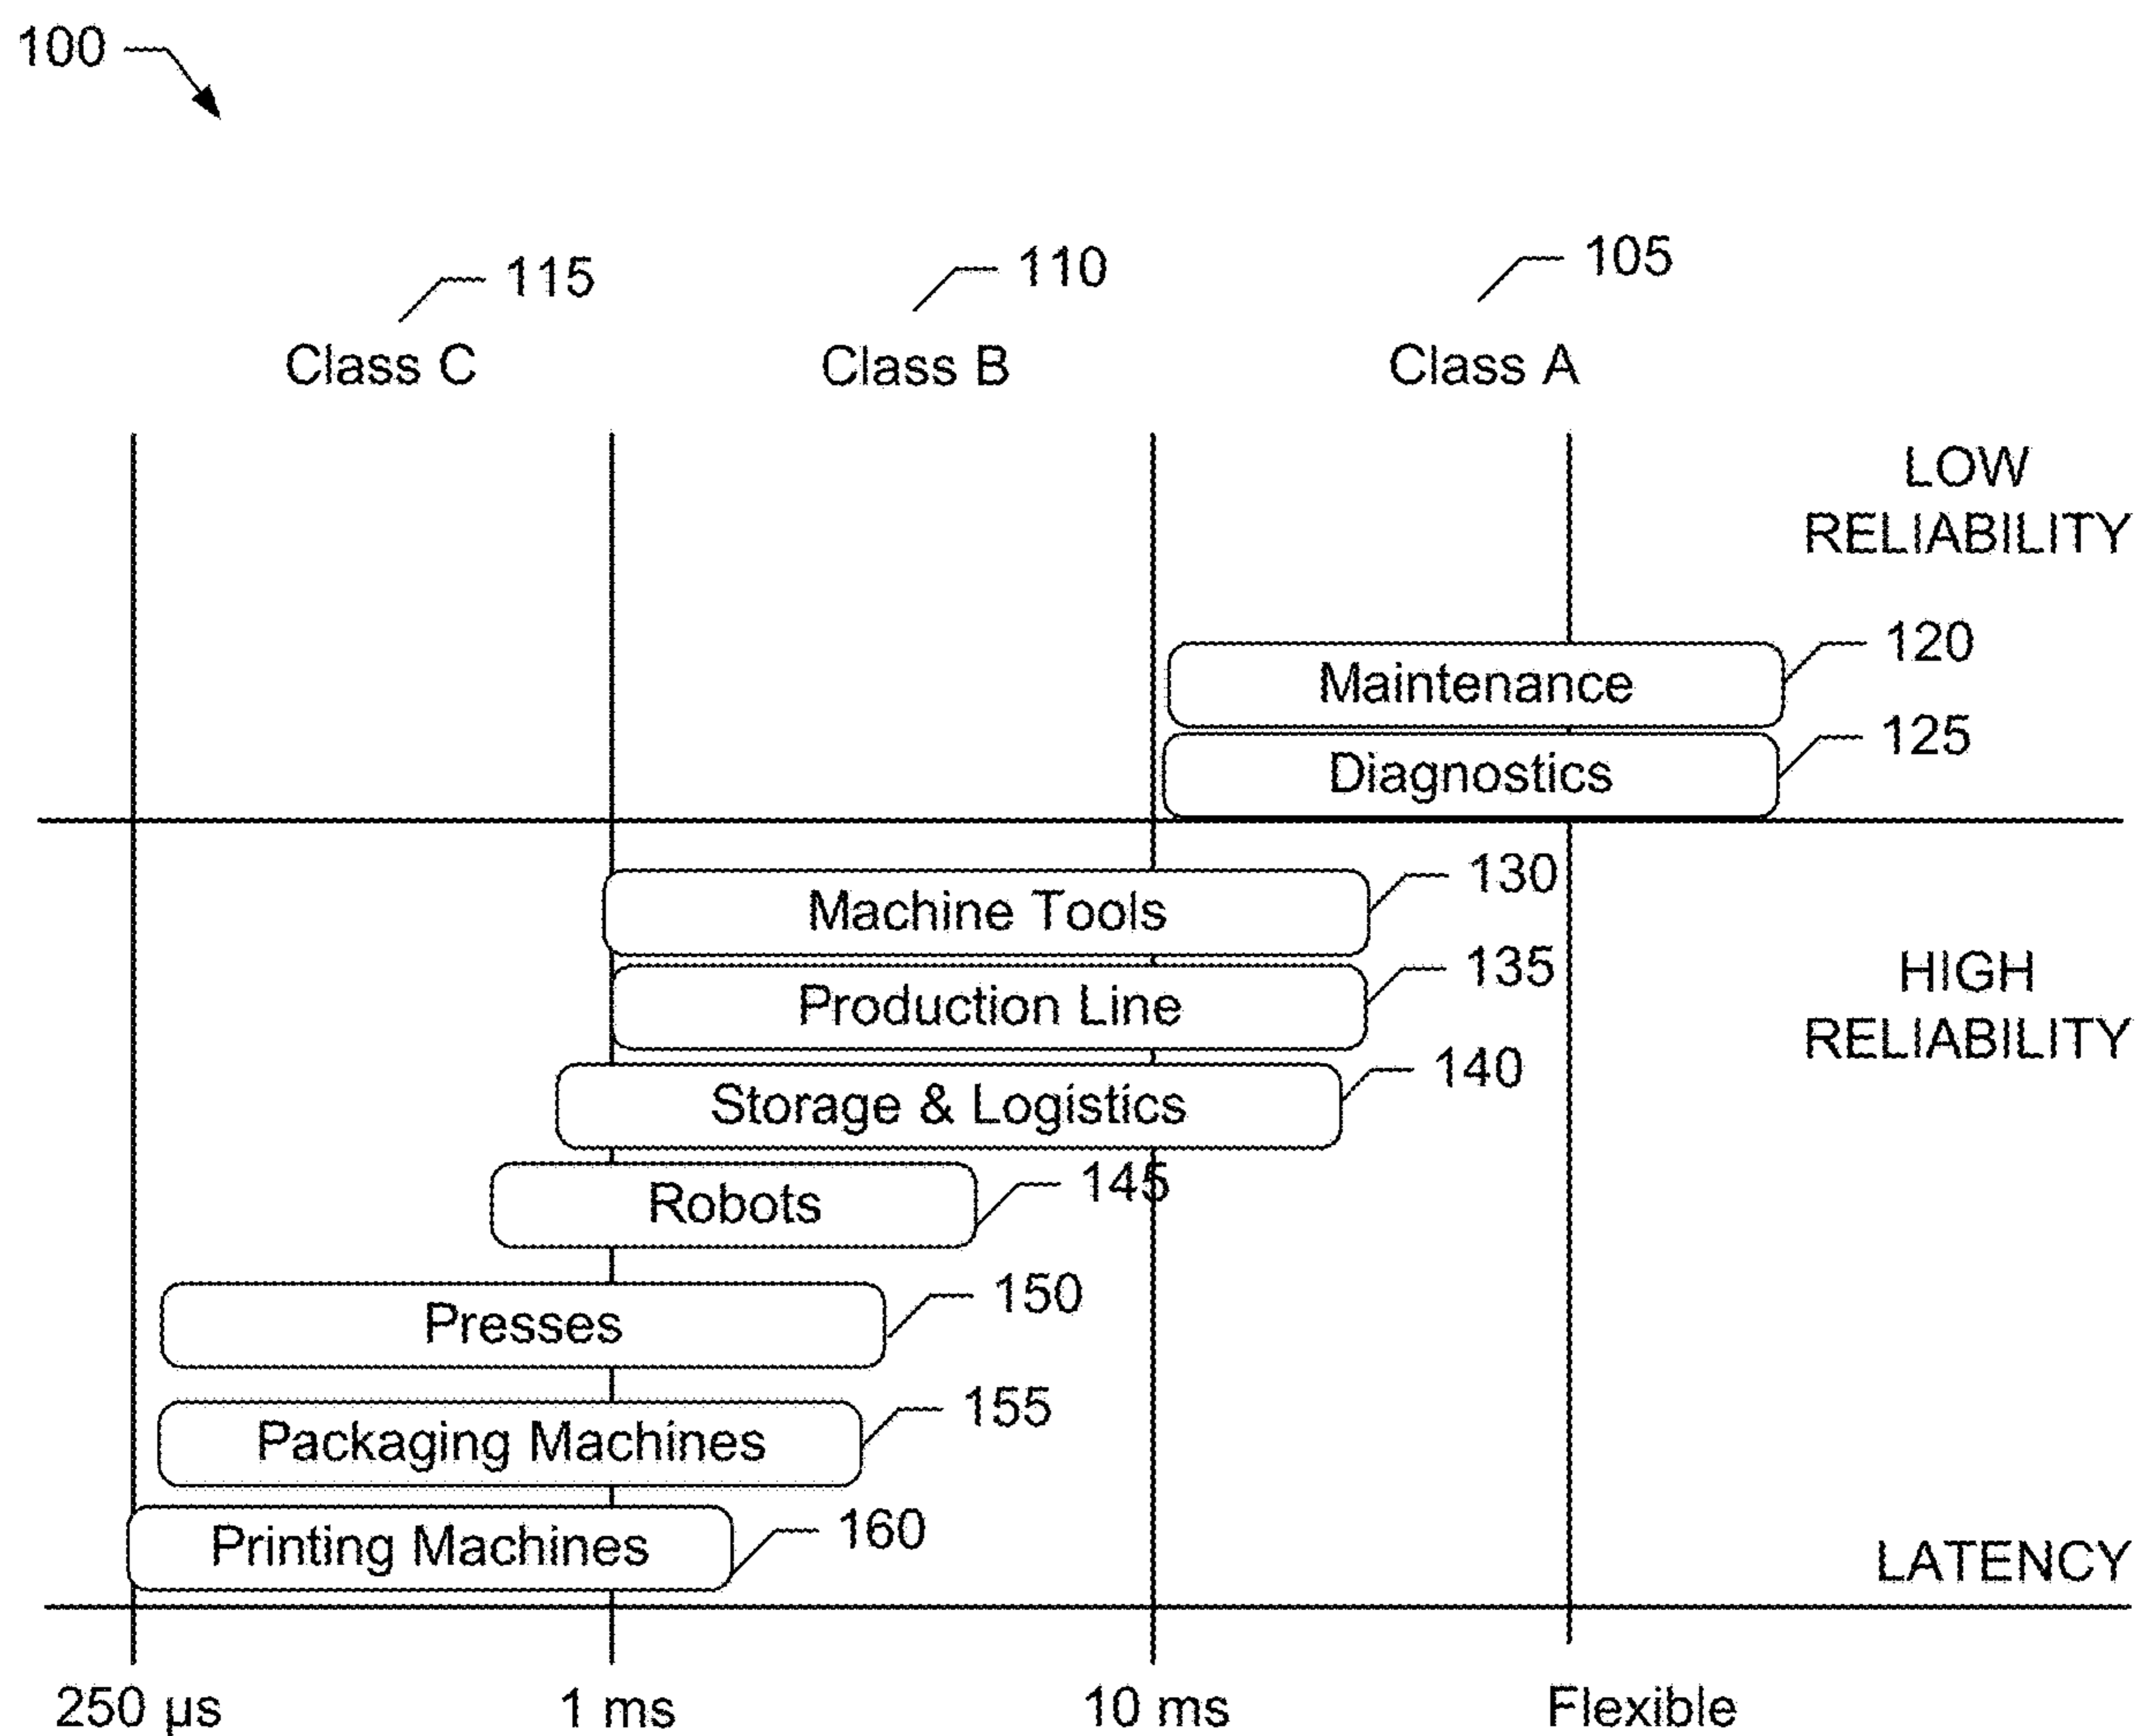 100
115
110
105
Class C
Class B
Class A
LOW
RELIABILITY
Maintenance
120
Diagnostics
125
Machine Tools
130
Production Line
135
HIGH
RELIABILITY
Storage & Logistics
140
Robots
145
Presses
150
Packaging Machines
155
Printing Machines
160
LATENCY
250 µs
1 ms
10 ms
Flexible